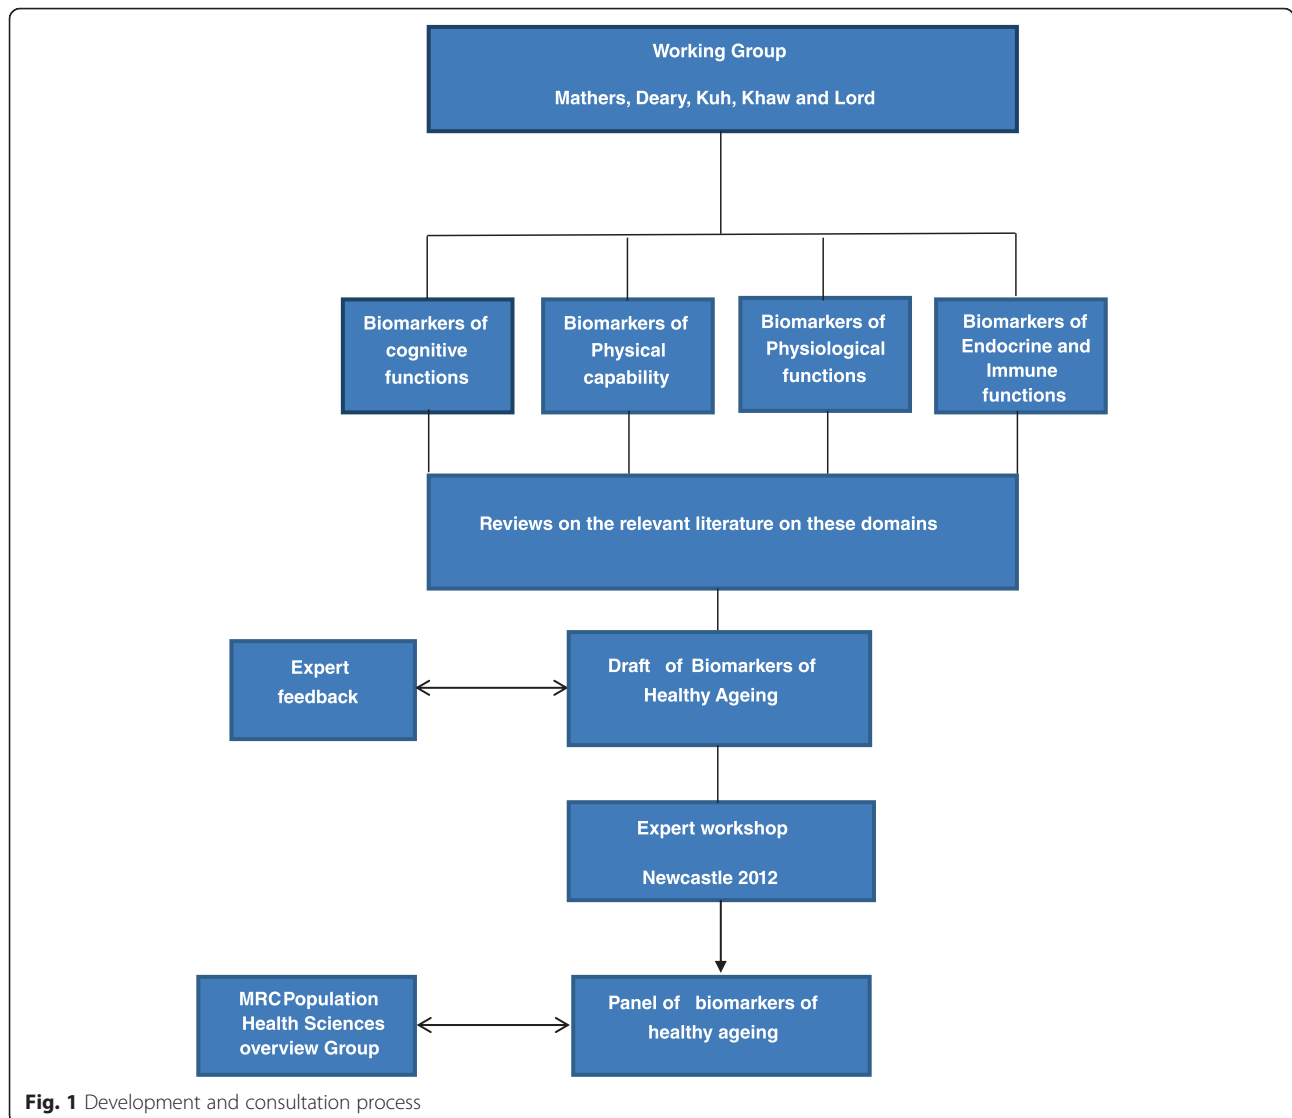 Working Group
Mathers, Deary, Kuh, Khaw and Lord
Biomarkers of
cognitive
functions
Biomarkers of
Physical
capability
Biomarkers of
Physiological
functions
Biomarkers of
Endocrine and
Immune
functions
Reviews on the relevant literature on these domains
Expert
feedback
Draft of Biomarkers of
Healthy Ageing
Expert workshop
Newcastle 2012
MRC Population
Health Sciences
overview Group
Panel of biomarkers of
healthy ageing
Fig. 1 Development and consultation process